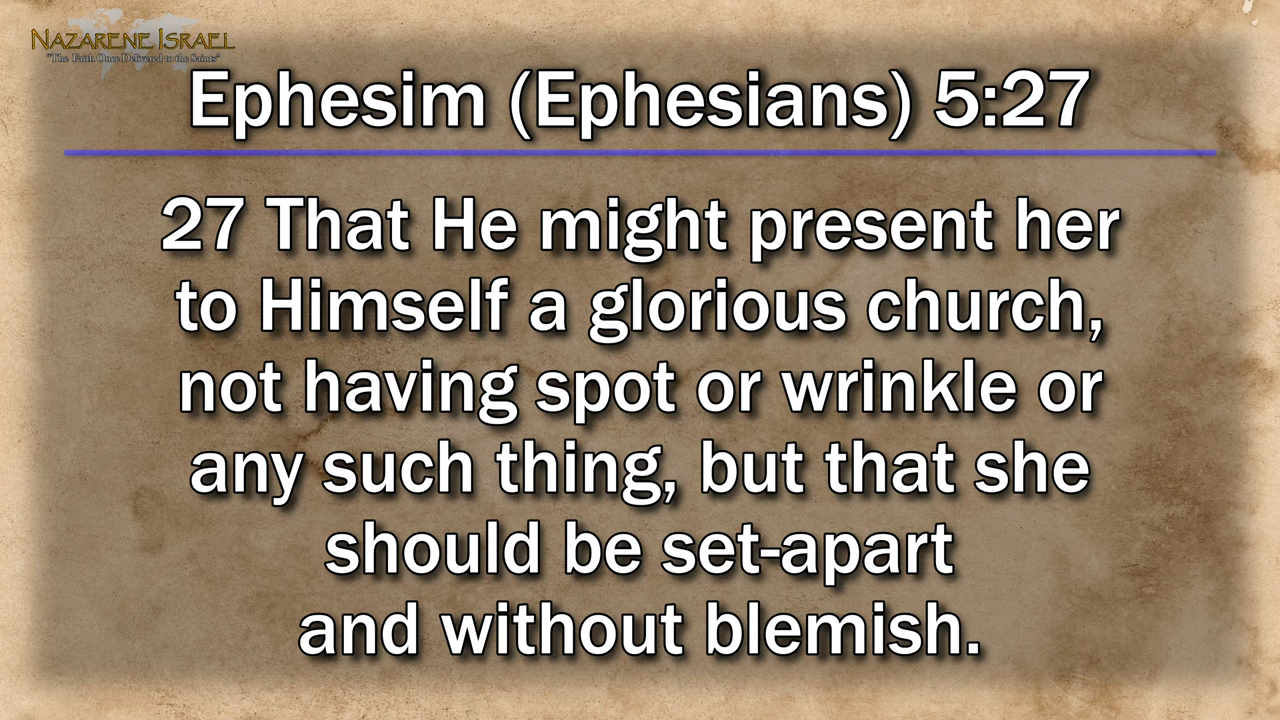 NAZARENE ISRAEL
"The Faith Once Delivered to the Saints"
Ephesim (Ephesians) 5:27
27 That He might present her
to Himself a glorious church,
not having spot or wrinkle or
any such thing, but that she
should be set-apart
and without blemish.